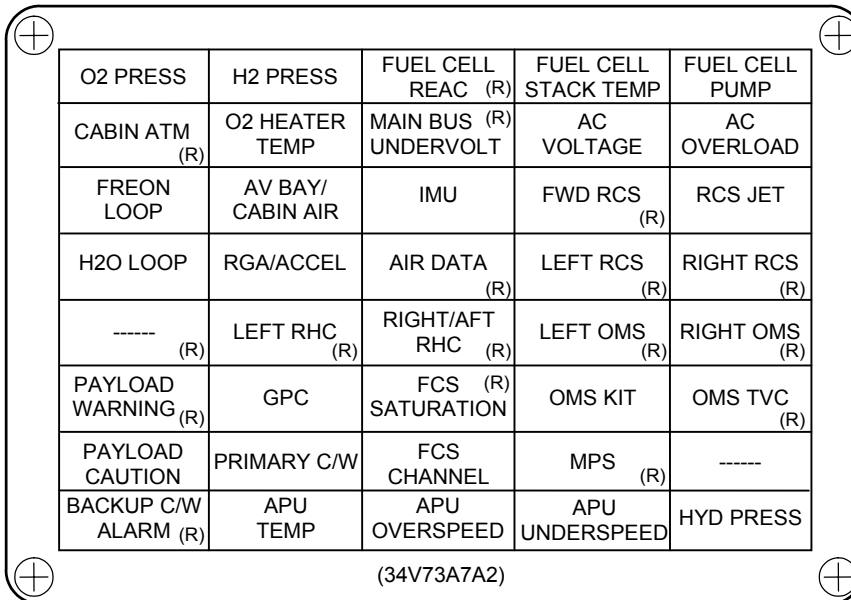 O2 PRESS
H2 PRESS
FUEL CELL
REAC (R)
FUEL CELL
STACK TEMP
FUEL CELL
PUMP
CABIN ATM
(R)
O2 HEATER
TEMP
MAIN BUS (R)
UNDERVOLT
AC
VOLTAGE
AC
OVERLOAD
FREON
LOOP
AV BAY/
CABIN AIR
IMU
FWD RCS
(R)
RCS JET
H2O LOOP
RGA/ACCEL
AIR DATA
(R)
LEFT RCS
(R)
RIGHT RCS
(R)
------
(R)
LEFT RHC
(R)
RIGHT/AFT
RHC (R)
LEFT OMS
(R)
RIGHT OMS
(R)
PAYLOAD
WARNING (R)
GPC
FCS (R)
SATURATION
OMS KIT
OMS TVC
(R)
PAYLOAD
CAUTION
PRIMARY C/W
FCS
CHANNEL
MPS (R)
------
BACKUP C/W
ALARM (R)
APU
TEMP
APU
OVERSPEED
APU
UNDERSPEED
HYD PRESS
(34V73A7A2)